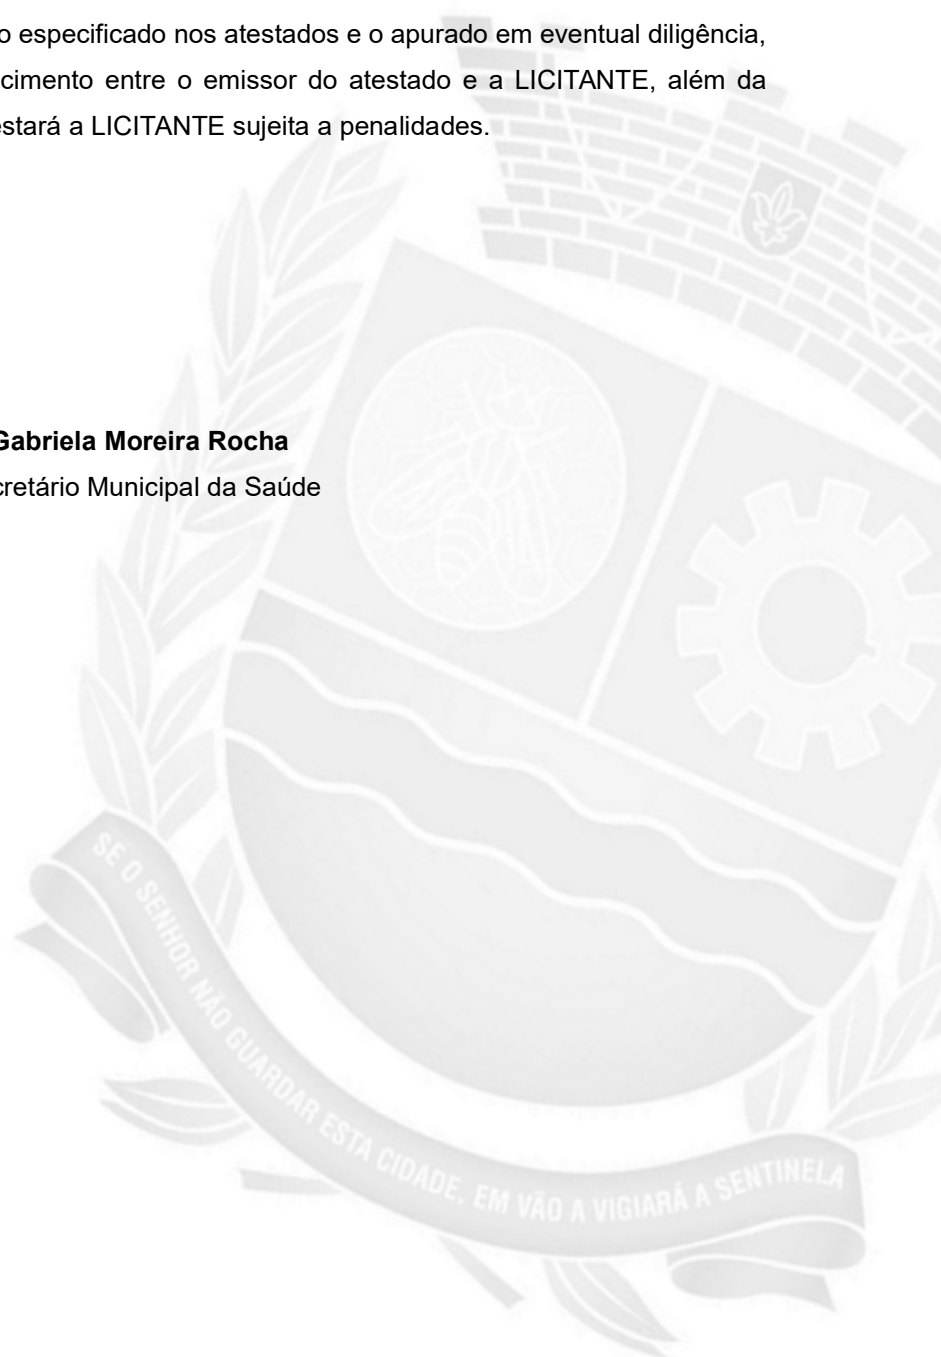 o especificado nos atestados e o apurado em eventual diligência,
cimento entre o emissor do atestado e a LICITANTE, além da
estará a LICITANTE sujeita a penalidades.
Gabriela Moreira Rocha
cretário Municipal da Saúde
SE O SENHOR NÃO GUARDAR ESTA CIDADE, EM VÃO A VIGIARÁ A SENTINELA